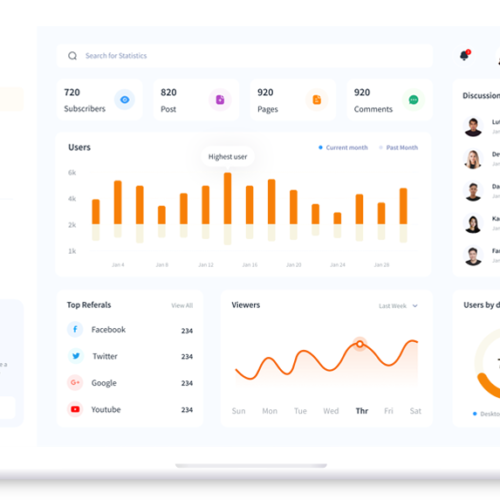 Search for Statistics
720
Subscribers
820
Post
920
Pages
920
Comments
Discussion
Users
Current month
Past Month
Highest user
6k
4k
2k
1k
Jan 4
Jan 8
Jan 12
Jan 16
Jan 20
Jan 24
Jan 28
Top Referals
View All
Facebook
234
Twitter
234
Google
234
Youtube
234
Viewers
Last Week
Sun
Mon
Tue
Wed
Thr
Fri
Sat
Users by d
Deskto